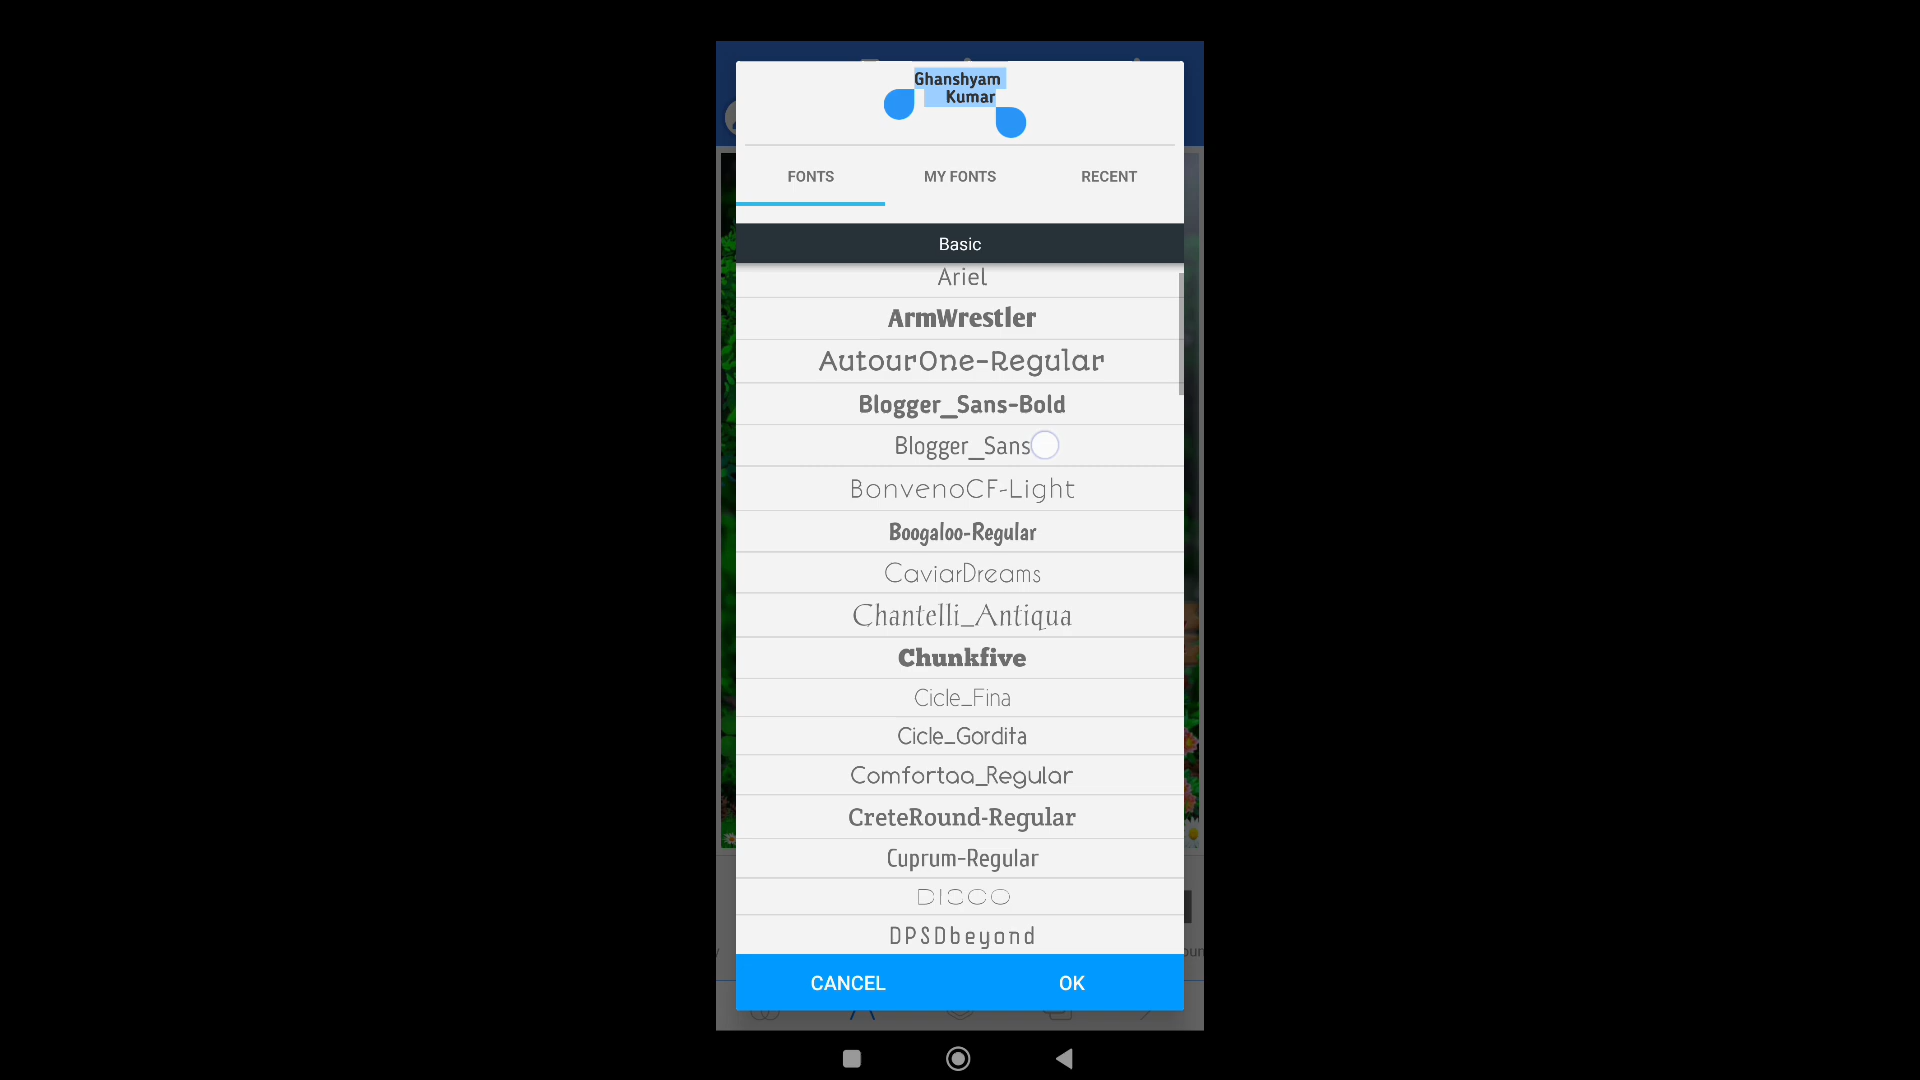 Ghanshyam
Kumar
FONTS MY FONTS RECENT
Basic
Ariel
ArmWrestler
AutourOne-Regular
Blogger_Sans-Bold
Blogger_Sans
BonvenoCF-Light
Boogaloo-Regular
CaviarDreams
Chantelli_Antiqua
Chunkfive
Cicle_Fina
Cicle_Gordita
Comfortaa_Regular
CreteRound-Regular
Cuprum-Regular
DISCO
DPSDbeyond
CANCEL OK